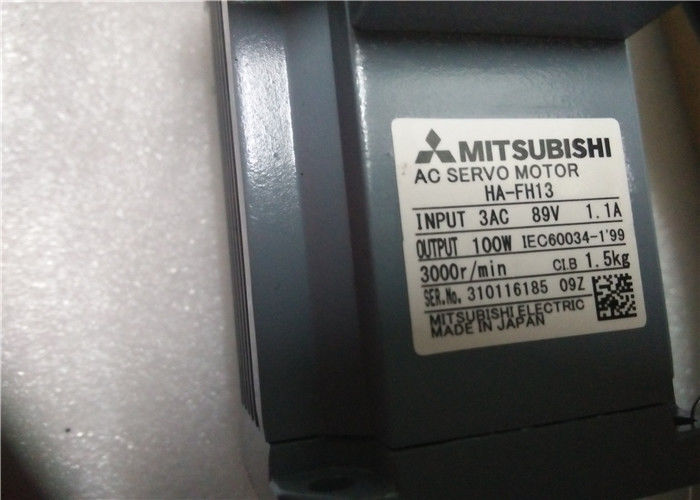 MITSUBISHI
AC SERVO MOTOR
HA-FH13
INPUT 3AC 89V 1.1A
OUTPUT 100W IEC60034-1'99
3000r/min CI.B 1.5kg
SER.No. 310116185 09Z
MITSUBISHI ELECTRIC
MADE IN JAPAN